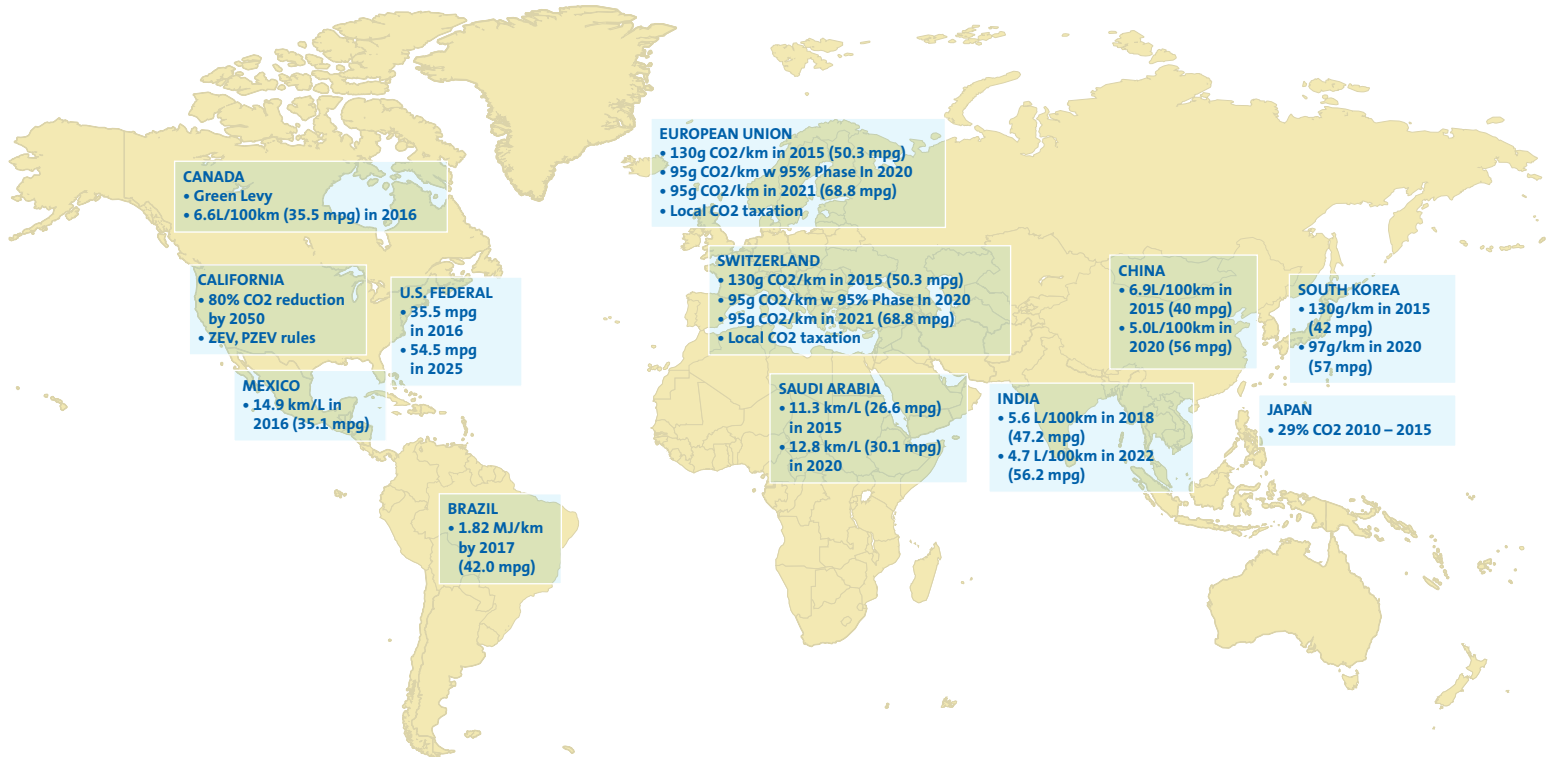 CANADA
• Green Levy
• 6.6L/100km (35.5 mpg) in 2016
CALIFORNIA
• 80% CO2 reduction
by 2050
• ZEV, PZEV rules
U.S. FEDERAL
• 35.5 mpg
in 2016
• 54.5 mpg
in 2025
MEXICO
• 14.9 km/L in
2016 (35.1 mpg)
BRAZIL
• 1.82 MJ/km
by 2017
(42.0 mpg)
EUROPEAN UNION
• 130g CO2/km in 2015 (50.3 mpg)
• 95g CO2/km w 95% Phase In 2020
• 95g CO2/km in 2021 (68.8 mpg)
• Local CO2 taxation
SWITZERLAND
• 130g CO2/km in 2015 (50.3 mpg)
• 95g CO2/km w 95% Phase In 2020
• 95g CO2/km in 2021 (68.8 mpg)
• Local CO2 taxation
SAUDI ARABIA
• 11.3 km/L (26.6 mpg)
in 2015
• 12.8 km/L (30.1 mpg)
in 2020
INDIA
• 5.6 L/100km in 2018
(47.2 mpg)
• 4.7 L/100km in 2022
(56.2 mpg)
CHINA
• 6.9L/100km in
2015 (40 mpg)
• 5.0L/100km in
2020 (56 mpg)
SOUTH KOREA
• 130g/km in 2015
(42 mpg)
• 97g/km in 2020
(57 mpg)
JAPAN
• 29% CO2 2010 – 2015